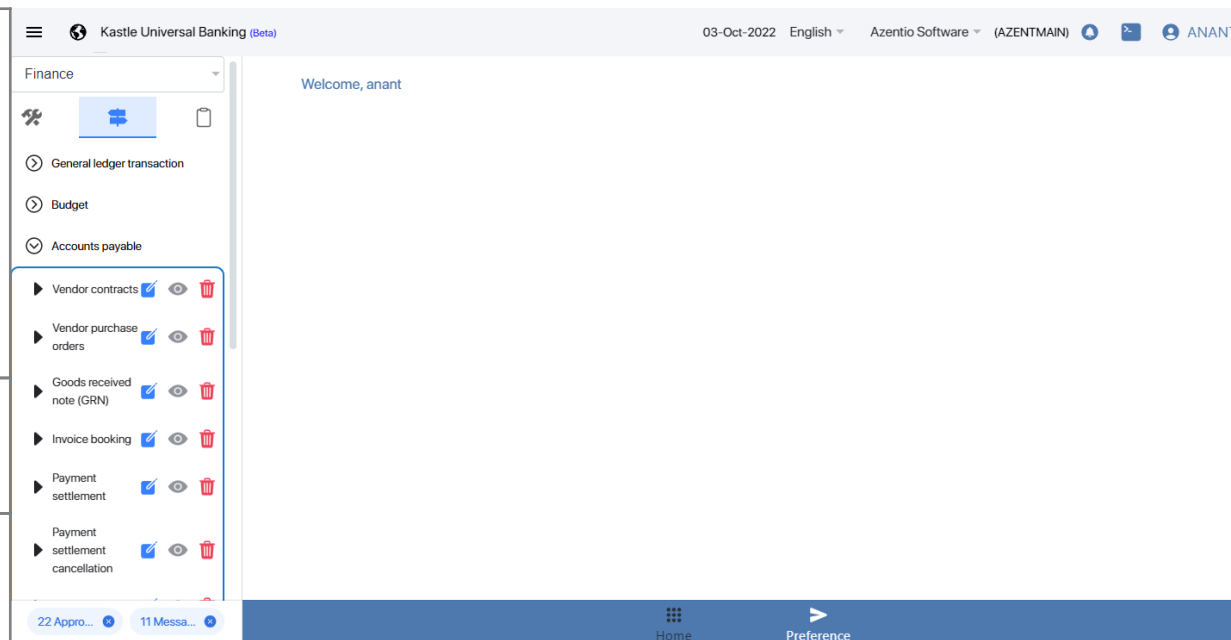 Kastle Universal Banking (Beta)
03-Oct-2022 English Azentio Software (AZENTMAIN) ANANT
Finance
Welcome, anant
General ledger transaction
Budget
Accounts payable
Vendor contracts
Vendor purchase
orders
Goods received
note (GRN)
Invoice booking
Payment
settlement
Payment
settlement
cancellation
22 Appro...
11 Messa...
Home
Preference